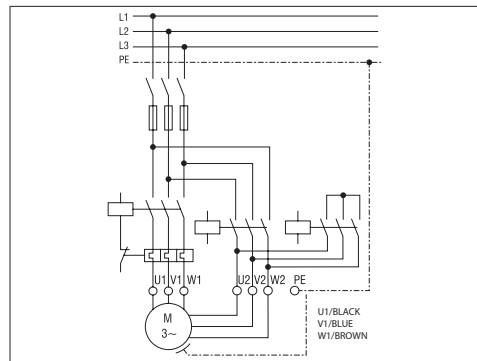 L1
L2
L3
PE
U1 V1 W1 U2 V2 W2 PE
M
3~
U1/BLACK
V1/BLUE
W1/BROWN